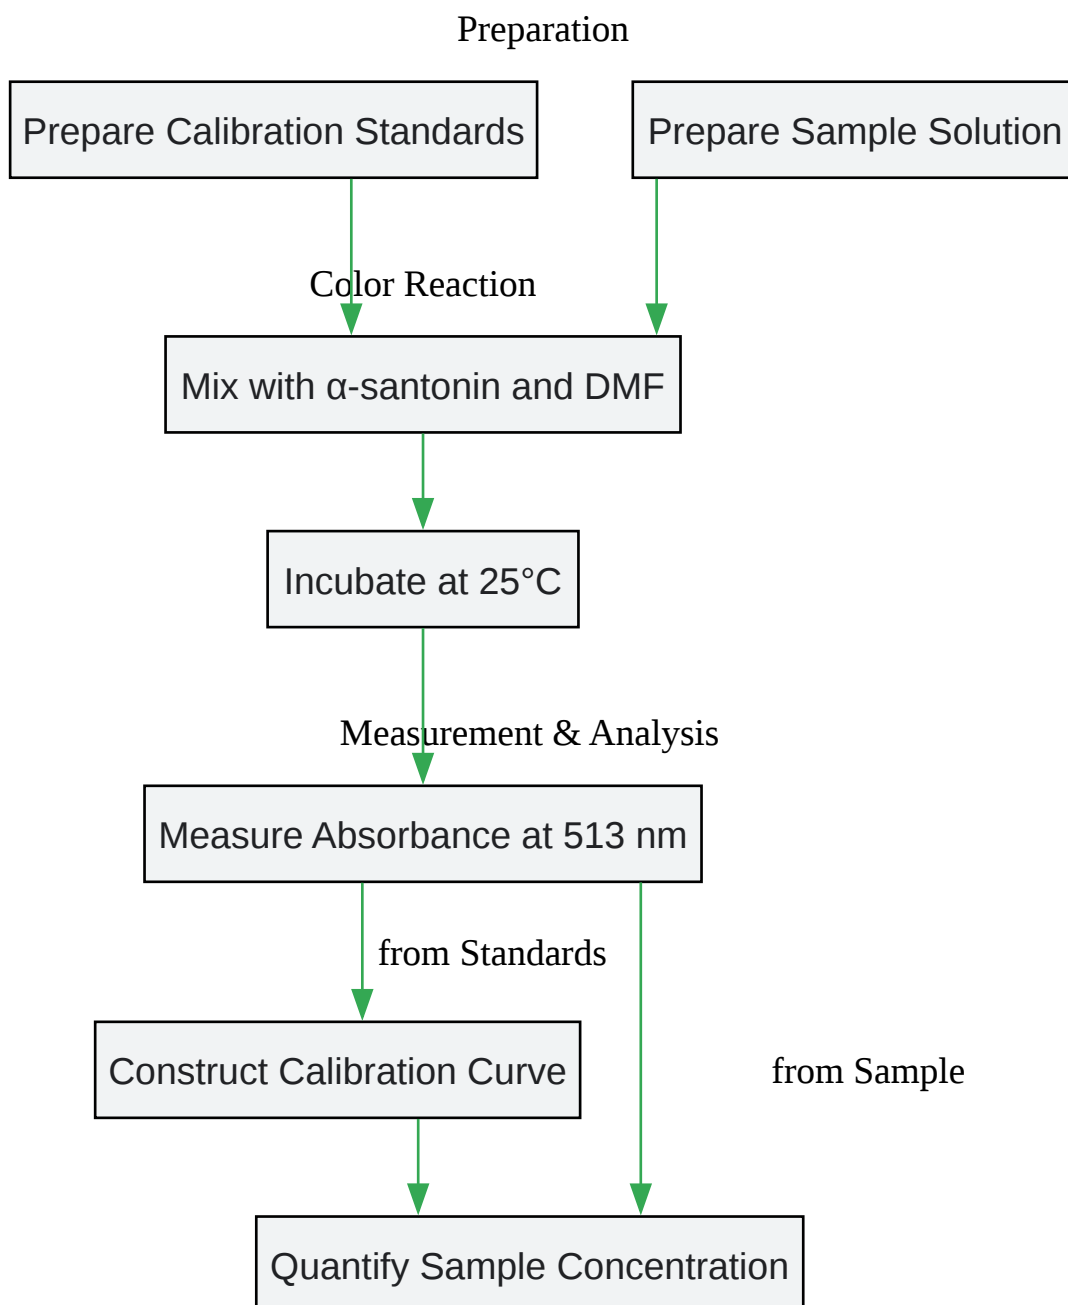 Preparation
Prepare Calibration Standards
Prepare Sample Solution
Color Reaction
Mix with α-santonin and DMF
Incubate at 25°C
Measurement & Analysis
Measure Absorbance at 513 nm
from Standards
Construct Calibration Curve
from Sample
Quantify Sample Concentration